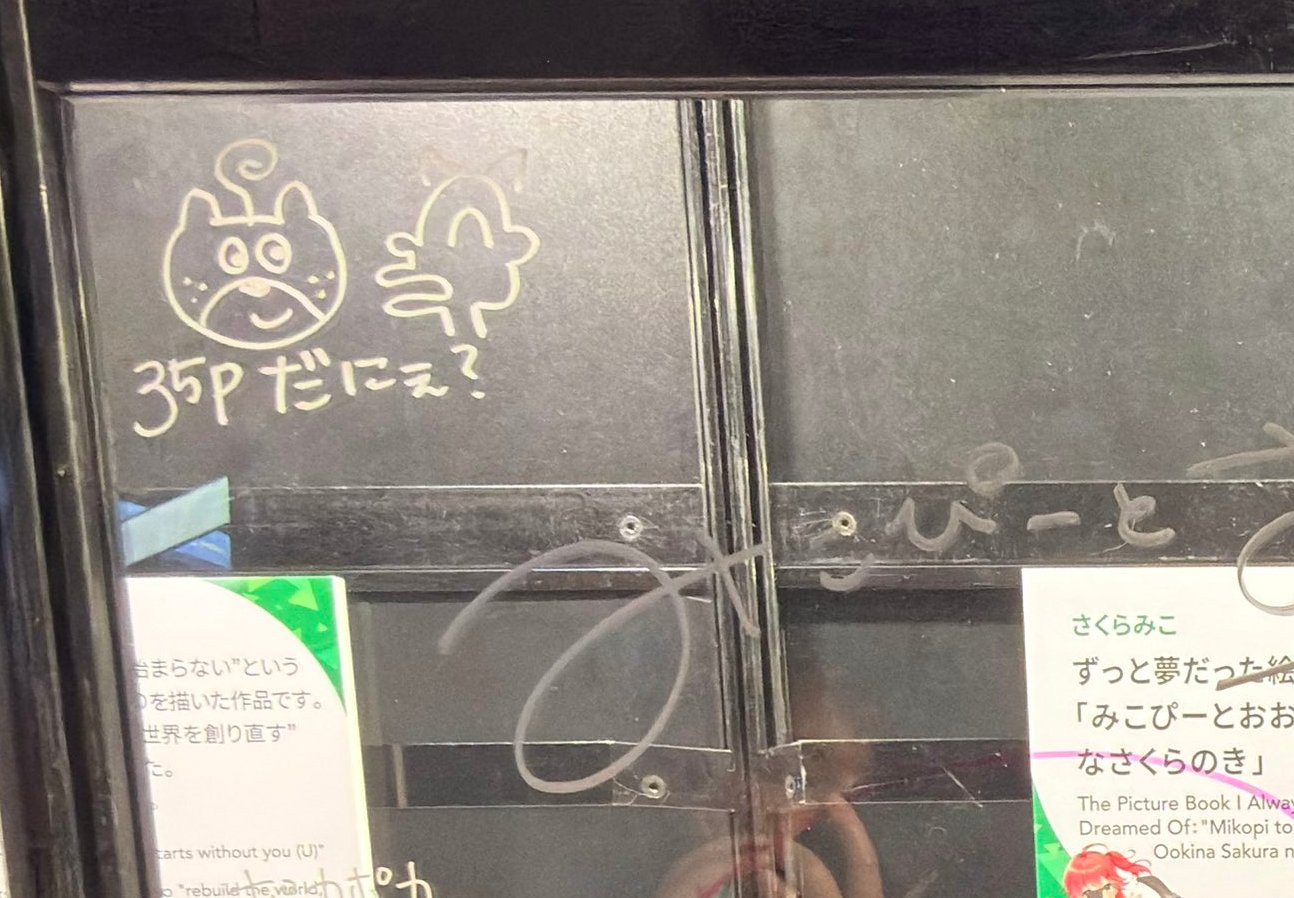 35Pだにぇ?
ぴーと
始まらない”という
を描いた作品です。
世界を創り直す”
た。
。
tarts without you (U)"
"rebuild the world,
さくらみこ
ずっと夢だった絵
「みこぴーとおお
なさくらのき」
The Picture Book I Alway
Dreamed Of: "Mikopi to
Ookina Sakura n